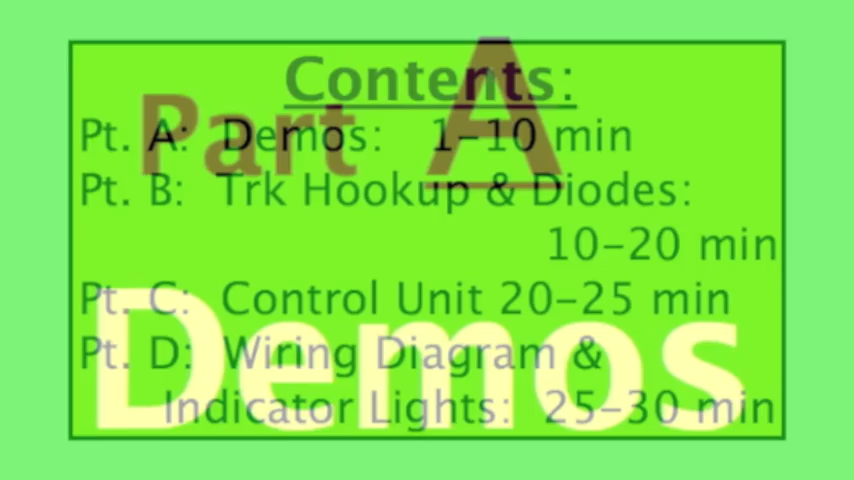 Contents:
Part A
Pt. A: Demos: 1-10 min
Pt. B: Trk Hookup & Diodes:
10-20 min
Pt. C: Control Unit 20-25 min
Pt. D: Wiring Diagram &
Indicator Lights: 25-30 min
Demos